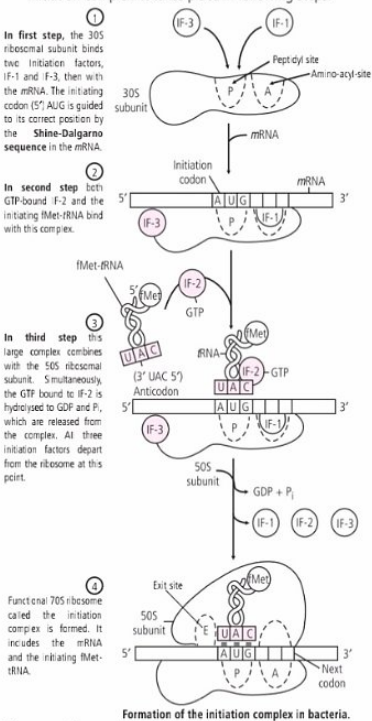 ①
In first step, the 30S
ribosomal subunit binds
two Initiation factors,
IF-1 and IF-3, then with
the mRNA. The initiating
codon (5′) AUG is guided
to its correct position by
the Shine-Dalgarno
sequence in the mRNA.
IF-3
IF-1
Peptidyl site
Amino-acyl-site
P
A
30S
subunit
mRNA
②
In second step both
GTP-bound IF-2 and the
initiating fMet-tRNA bind
with this complex.
Initiation
codon
mRNA
5′
A U G
3′
IF-3
P
IF-1
fMet-tRNA
5′
fMet
IF-2
GTP
U A C
(3′ UAC 5′)
Anticodon
③
In third step this
large complex combines
with the 50S ribosomal
subunit. Simultaneously,
the GTP bound to IF-2 is
hydrolysed to GDP and Pi,
which are released from
the complex. All three
initiation factors depart
from the ribosome at this
point.
fMet
tRNA
IF-2
GTP
U A C
5′
A U G
3′
IF-3
P
IF-1
50S
subunit
GDP + Pi
IF-1
IF-2
IF-3
④
Functional 70S ribosome
called the initiation
complex is formed. It
includes the mRNA
and the initiating fMet-
tRNA.
Exit site
fMet
50S
subunit
E
U A C
5′
A U G
3′
P
A
Next
codon
Formation of the initiation complex in bacteria.